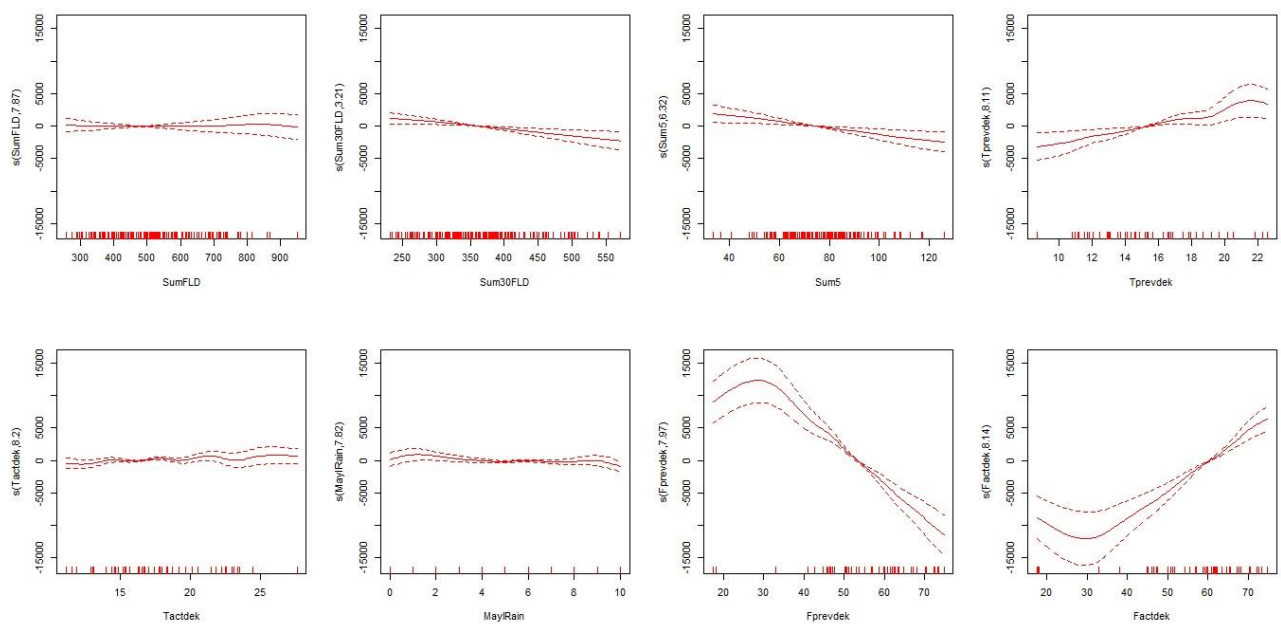 s(SumFLD,7.87)
15000
5000
0
-5000
-15000
300 400 500 600 700 800 900
SumFLD
s(Sum30FLD,3.21)
15000
5000
0
-5000
-15000
250 300 350 400 450 500 550
Sum30FLD
s(Sum5,6.32)
15000
5000
0
-5000
-15000
40 60 80 100 120
Sum5
s(Tprevdek,8.11)
15000
5000
0
-5000
-15000
10 12 14 16 18 20 22
Tprevdek
s(Tactdek,8.2)
15000
5000
0
-5000
-15000
15 20 25
Tactdek
s(MaylRain,7.82)
15000
5000
0
-5000
-15000
0 2 4 6 8 10
MaylRain
s(Fprevdek,7.97)
15000
5000
0
-5000
-15000
20 30 40 50 60 70
Fprevdek
s(Factdek,8.14)
15000
5000
0
-5000
-15000
20 30 40 50 60 70
Factdek